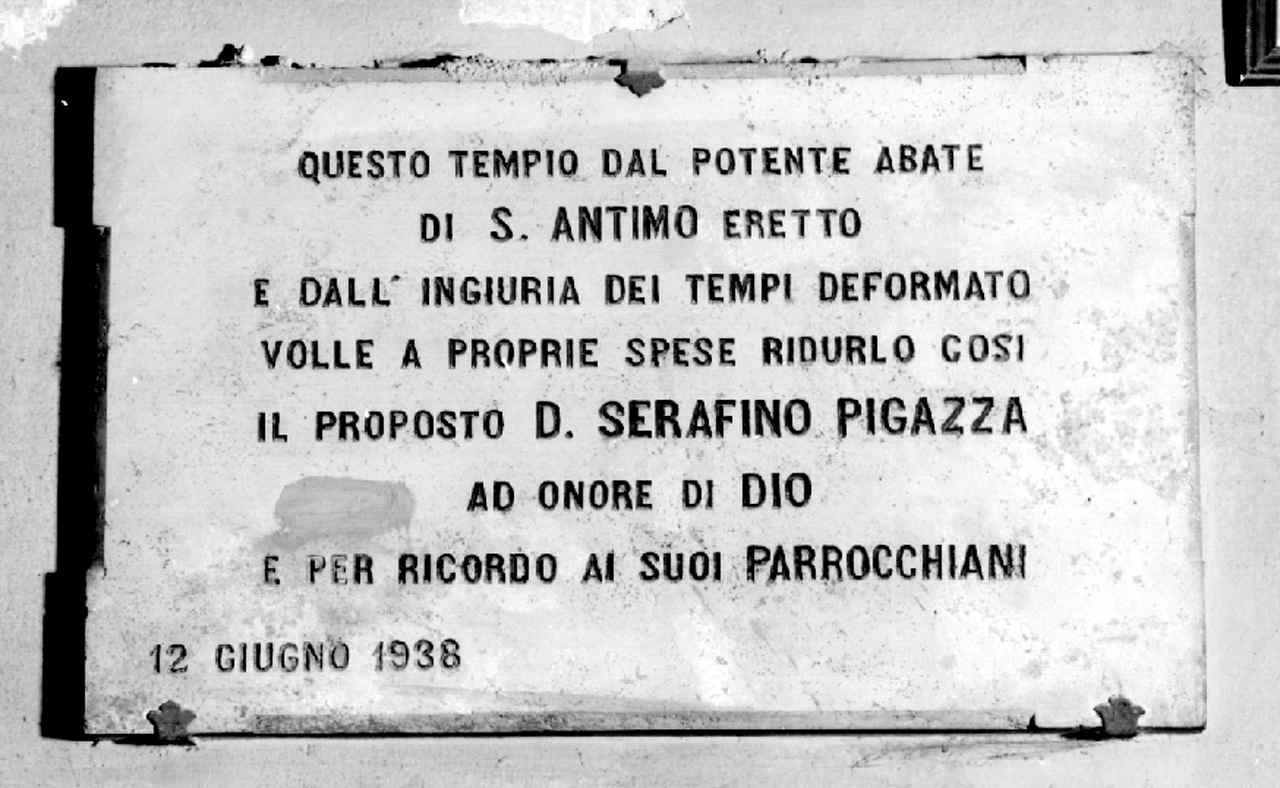 QUESTO TEMPIO DAL POTENTE ABATE
DI S. ANTIMO ERETTO
E DALL' INGIURIA DEI TEMPI DEFORMATO
VOLLE A PROPRIE SPESE RIDURLO COSI
IL PROPOSTO D. SERAFINO PIGAZZA
AD ONORE DI DIO
E PER RICORDO AI SUOI PARROCCHIANI
12 GIUGNO 1938